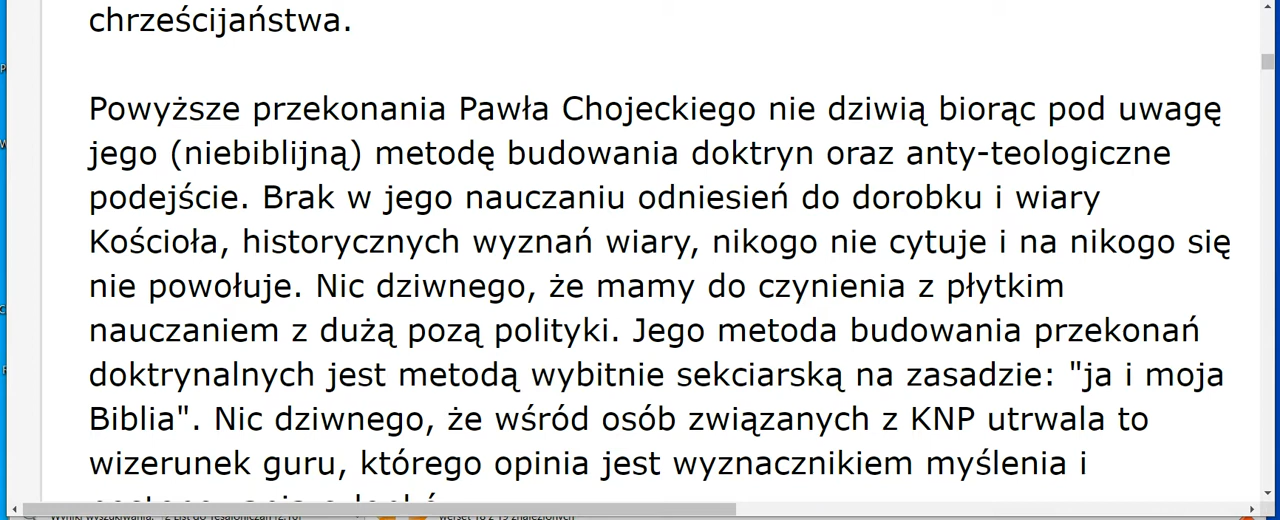 chrześcijaństwa.
Powyższe przekonania Pawła Chojeckiego nie dziwią biorąc pod uwagę
jego (niebiblijną) metodę budowania doktryn oraz anty-teologiczne
podejście. Brak w jego nauczaniu odniesień do dorobku i wiary
Kościoła, historycznych wyznań wiary, nikogo nie cytuje i na nikogo się
nie powołuje. Nic dziwnego, że mamy do czynienia z płytkim
nauczaniem z dużą pozą polityki. Jego metoda budowania przekonań
doktrynalnych jest metodą wybitnie sekciarską na zasadzie: "ja i moja
Biblia". Nic dziwnego, że wśród osób związanych z KNP utrwala to
wizerunek guru, którego opinia jest wyznacznikiem myślenia i